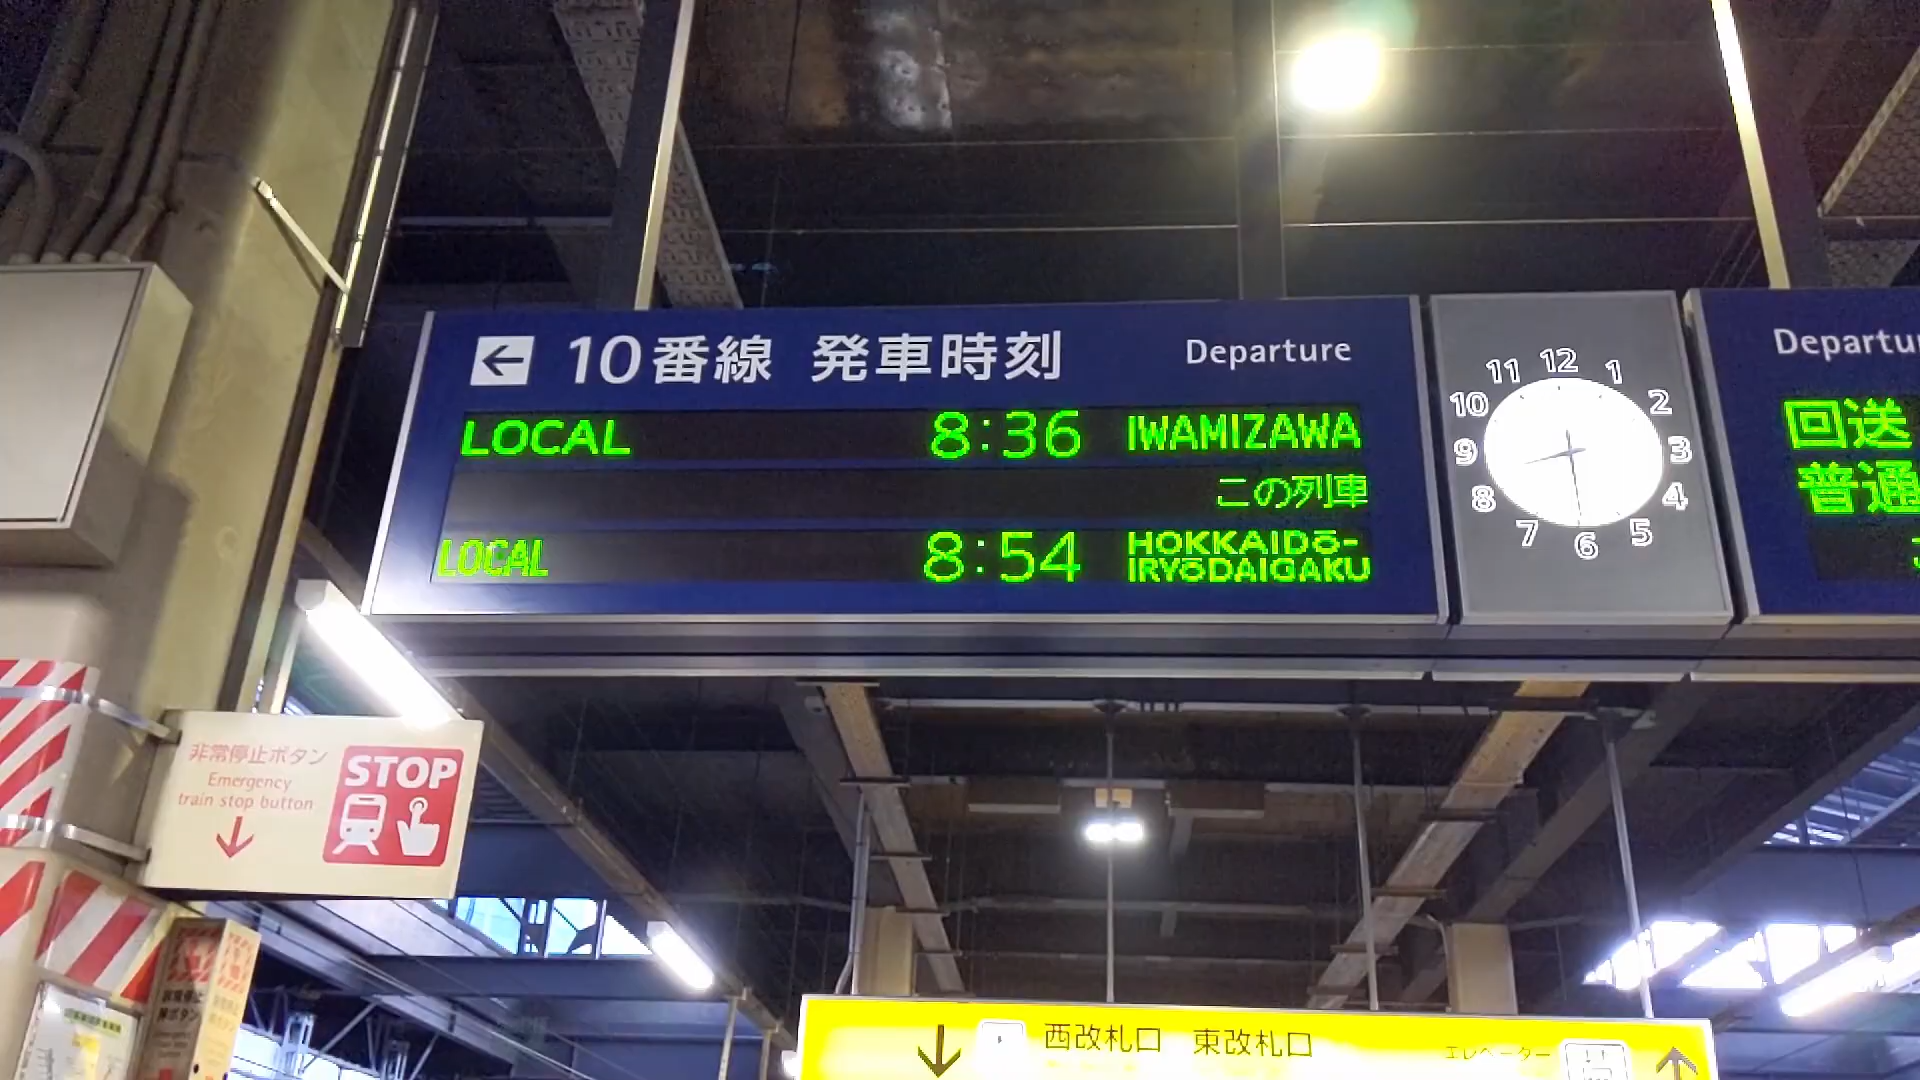 ← 10番線 発車時刻 Departure
LOCAL 8:36 IWAMIZAWA
この列車
LOCAL 8:54 HOKKAIDō-IRYōDAIGAKU
11 12 1
10 2
9 3
8 4
7 6 5
Departu
回送
普通
非常停止ボタン
Emergency
train stop button
↓
STOP
↓ 西改札口 東改札口 エレベーター ↑